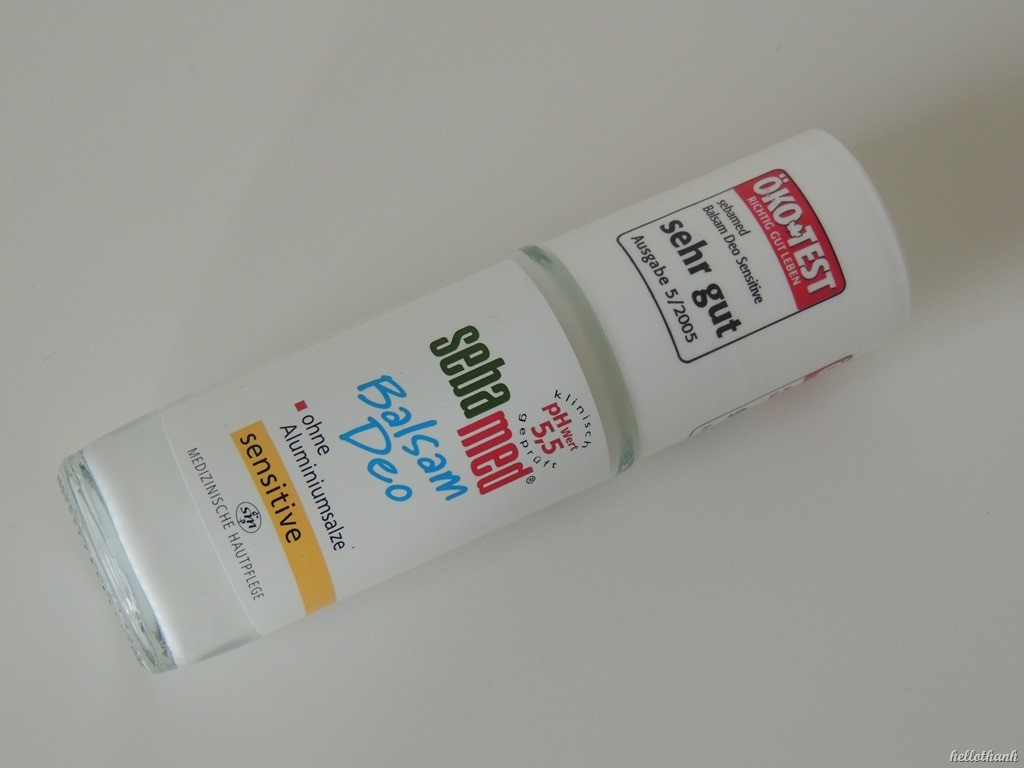 ÖKO TEST
RICHTIG GUT LEBEN
sebamed
Balsam Deo Sensitive
sehr gut
Ausgabe 5/2005
klinisch
pH Wert
5,5
geprüft
sebamed®
Balsam
Deo
ohne
Aluminiumsalze
sensitive
sm
MEDIZINISCHE HAUTPFLEGE
hellothanh